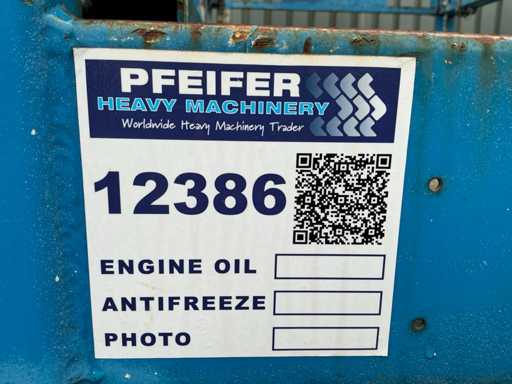 PFEIFER
HEAVY MACHINERY
Worldwide Heavy Machinery Trader
12386
ENGINE OIL
ANTIFREEZE
PHOTO